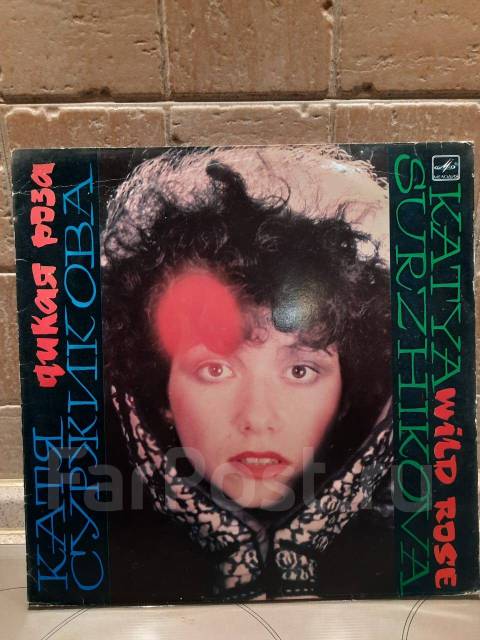 дикая роза
КАТЯ
СУРЖИКОВА
МЕЛОДИЯ
KATYA
SURZHIKOVA
WILD ROSE
FarPost.ru